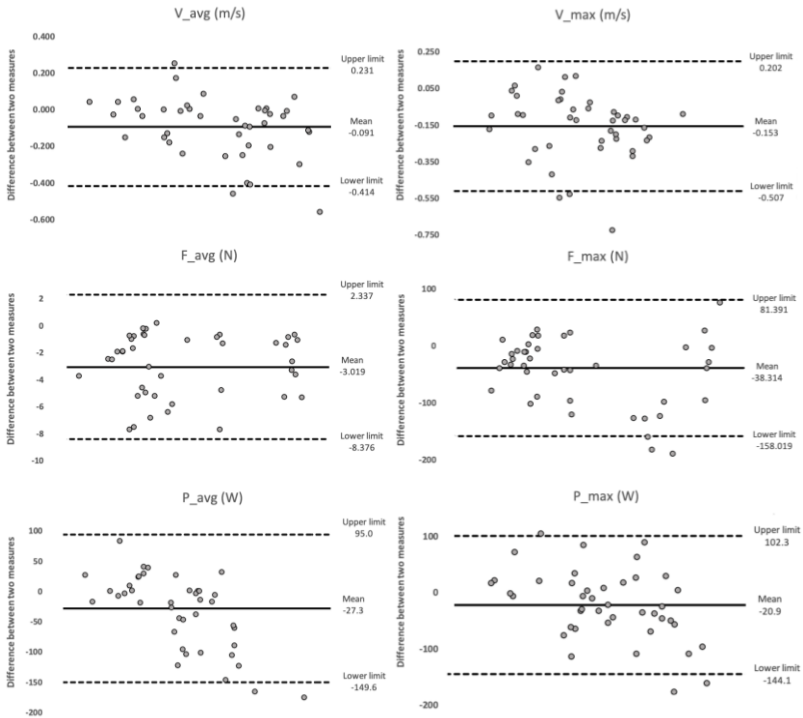 V_avg (m/s)
Difference between two measures
0.400
0.200
0.000
-0.200
-0.400
-0.600
Upper limit
0.231
Mean
-0.091
Lower limit
-0.414
V_max (m/s)
Difference between two measures
0.250
0.050
-0.150
-0.350
-0.550
-0.750
Upper limit
0.202
Mean
-0.153
Lower limit
-0.507
F_avg (N)
Difference between two measures
2
0
-2
-4
-6
-8
-10
Upper limit
2.337
Mean
-3.019
Lower limit
-8.376
F_max (N)
Difference between two measures
100
0
-100
-200
Upper limit
81.391
Mean
-38.314
Lower limit
-158.019
P_avg (W)
Difference between two measures
100
50
0
-50
-100
-150
-200
Upper limit
95.0
Mean
-27.3
Lower limit
-149.6
P_max (W)
Difference between two measures
100
0
-100
-200
Upper limit
102.3
Mean
-20.9
Lower limit
-144.1